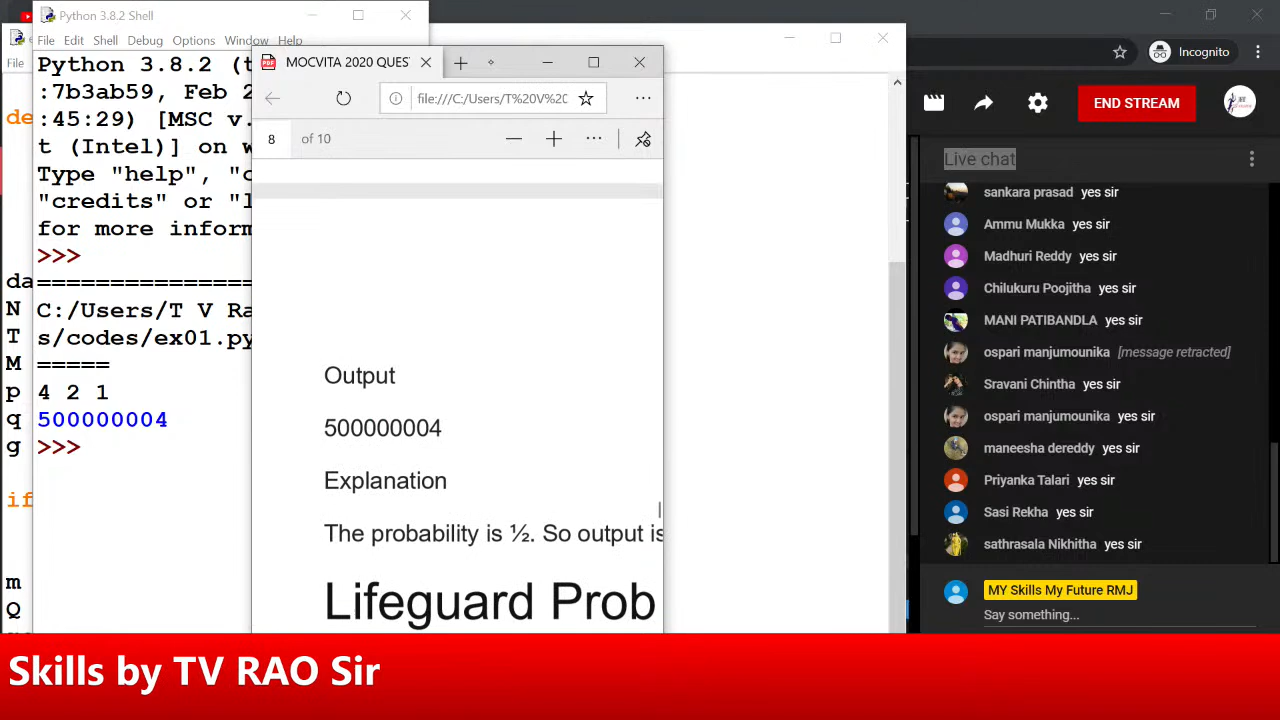 Python 3.8.2 Shell
File Edit Shell Debug Options Window Help
File
Python 3.8.2 (t
:7b3ab59, Feb 2
:45:29) [MSC v.
t (Intel)] on w
Type "help", "c
"credits" or "l
for more inform
>>>
===============
C:/Users/T V Ra
s/codes/ex01.py
=====
4 2 1
500000004
>>>
de
da
N
T
M
p
q
g
if
m
Q
MOCVITA 2020 QUES
file:///C:/Users/T%20V%2
8 of 10
Output
500000004
Explanation
The probability is ½. So output is
Lifeguard Prob
Incognito
END STREAM
Live chat
sankara prasad yes sir
Ammu Mukka yes sir
Madhuri Reddy yes sir
Chilukuru Poojitha yes sir
MANI PATIBANDLA yes sir
ospari manjumounika [message retracted]
Sravani Chintha yes sir
ospari manjumounika yes sir
maneesha dereddy yes sir
Priyanka Talari yes sir
Sasi Rekha yes sir
sathrasala Nikhitha yes sir
MY Skills My Future RMJ
Say something...
Skills by TV RAO Sir